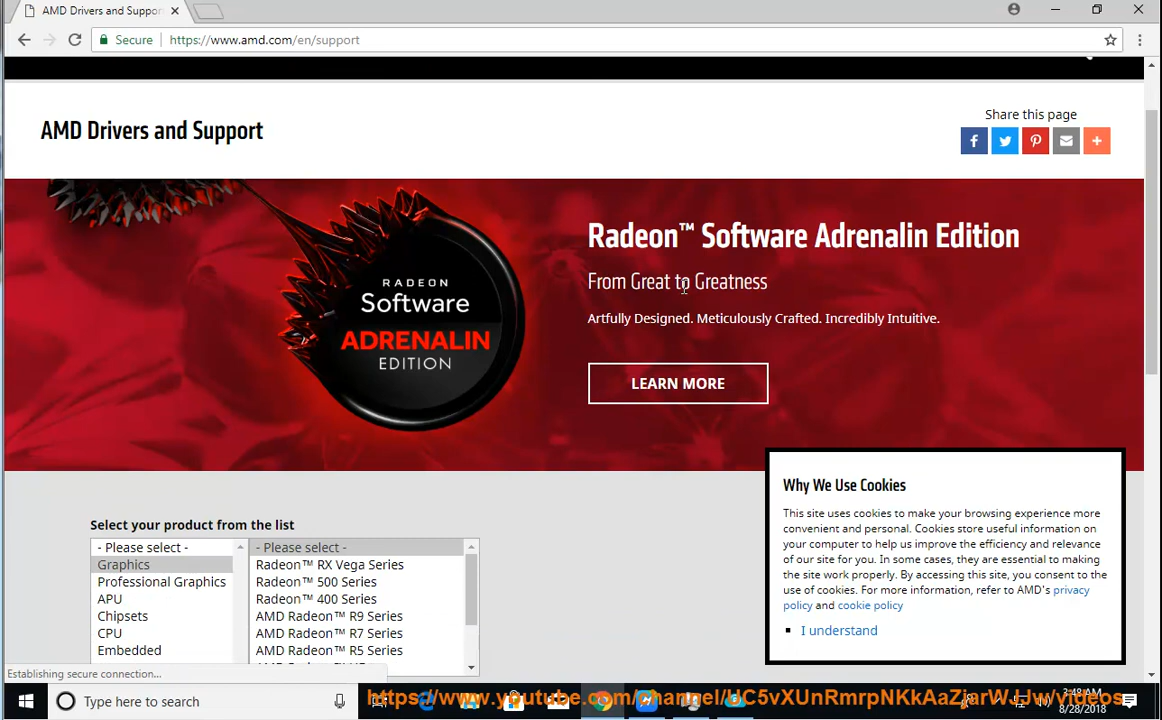 AMD Drivers and Suppor
Secure
https://www.amd.com/en/support
AMD Drivers and Support
Share this page
RADEON
Software
ADRENALIN
EDITION
Radeon™ Software Adrenalin Edition
From Great to Greatness
Artfully Designed. Meticulously Crafted. Incredibly Intuitive.
LEARN MORE
Select your product from the list
- Please select -
Graphics
Professional Graphics
APU
Chipsets
CPU
Embedded
- Please select -
Radeon™ RX Vega Series
Radeon™ 500 Series
Radeon™ 400 Series
AMD Radeon™ R9 Series
AMD Radeon™ R7 Series
AMD Radeon™ R5 Series
Why We Use Cookies
This site uses cookies to make your browsing experience more
convenient and personal. Cookies store useful information on
your computer to help us improve the efficiency and relevance
of our site for you. In some cases, they are essential to making
the site work properly. By accessing this site, you consent to the
use of cookies. For more information, refer to AMD's privacy
policy and cookie policy
I understand
Establishing secure connection...
Type here to search
3:48 AM
8/28/2018